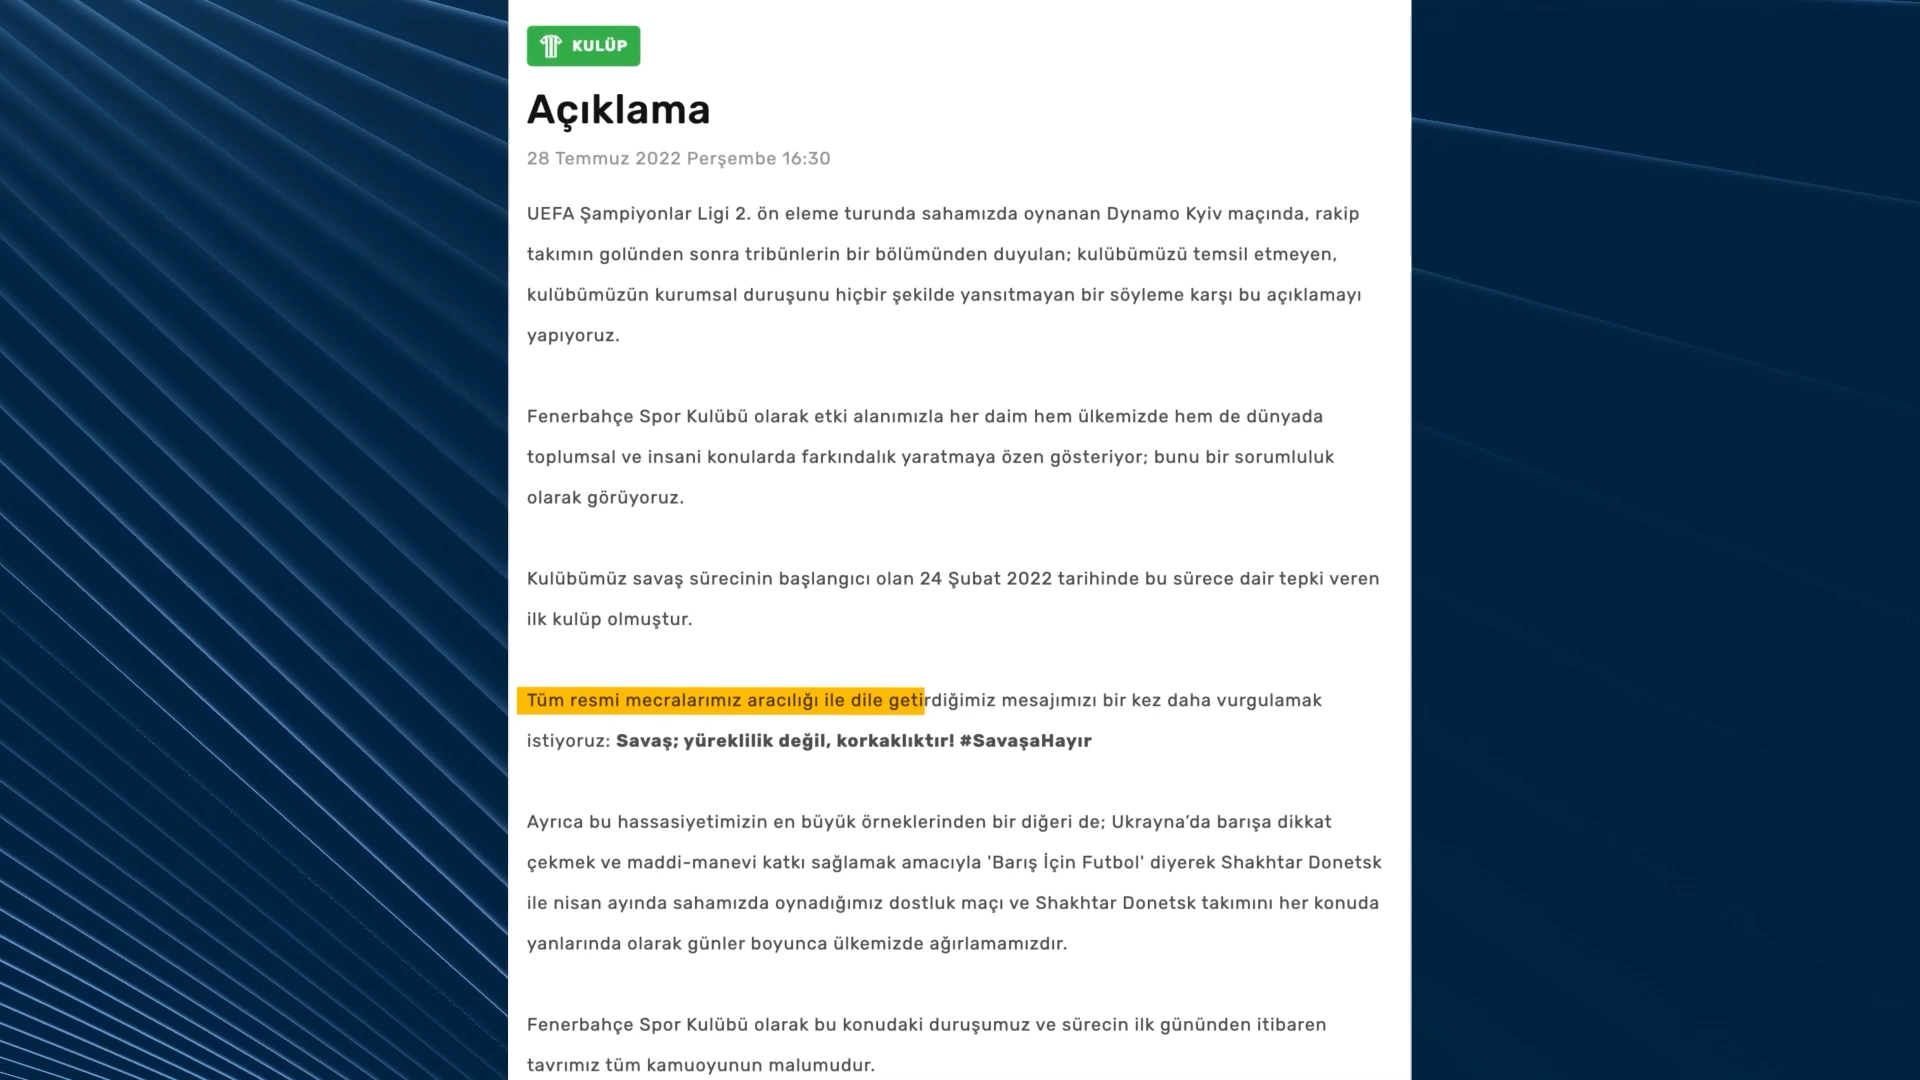 KULÜP
Açıklama
28 Temmuz 2022 Perşembe 16:30
UEFA Şampiyonlar Ligi 2. ön eleme turunda sahamızda oynanan Dynamo Kyiv maçında, rakip
takımın golünden sonra tribünlerin bir bölümünden duyulan; kulübümüzü temsil etmeyen,
kulübümüzün kurumsal duruşunu hiçbir şekilde yansıtmayan bir söyleme karşı bu açıklamayı
yapıyoruz.
Fenerbahçe Spor Kulübü olarak etki alanımızla her daim hem ülkemizde hem de dünyada
toplumsal ve insani konularda farkındalık yaratmaya özen gösteriyor; bunu bir sorumluluk
olarak görüyoruz.
Kulübümüz savaş sürecinin başlangıcı olan 24 Şubat 2022 tarihinde bu sürece dair tepki veren
ilk kulüp olmuştur.
Tüm resmi mecralarımız aracılığı ile dile getirdiğimiz mesajımızı bir kez daha vurgulamak
istiyoruz: Savaş; yüreklilik değil, korkaklıktır! #SavaşaHayır
Ayrıca bu hassasiyetimizin en büyük örneklerinden bir diğeri de; Ukrayna’da barışa dikkat
çekmek ve maddi-manevi katkı sağlamak amacıyla 'Barış İçin Futbol' diyerek Shakhtar Donetsk
ile nisan ayında sahamızda oynadığımız dostluk maçı ve Shakhtar Donetsk takımını her konuda
yanlarında olarak günler boyunca ülkemizde ağırlamamızdır.
Fenerbahçe Spor Kulübü olarak bu konudaki duruşumuz ve sürecin ilk gününden itibaren
tavrımız tüm kamuoyunun malumudur.